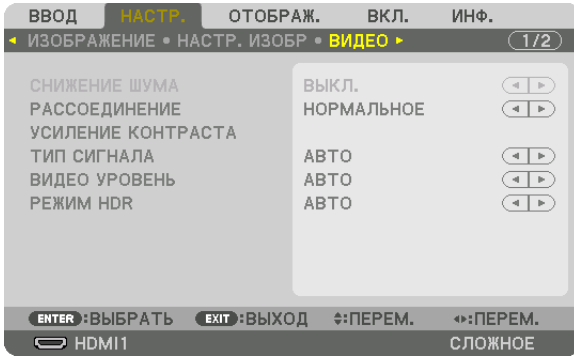 ВВОД НАСТР. ОТОБРАЖ. ВКЛ. ИНФ.
ИЗОБРАЖЕНИЕ • НАСТР. ИЗОБР • ВИДЕО 1/2
СНИЖЕНИЕ ШУМА ВЫКЛ.
РАССОЕДИНЕНИЕ НОРМАЛЬНОЕ
УСИЛЕНИЕ КОНТРАСТА
ТИП СИГНАЛА АВТО
ВИДЕО УРОВЕНЬ АВТО
РЕЖИМ HDR АВТО
ENTER :ВЫБРАТЬ EXIT :ВЫХОД :ПЕРЕМ. :ПЕРЕМ.
HDMI1 СЛОЖНОЕ